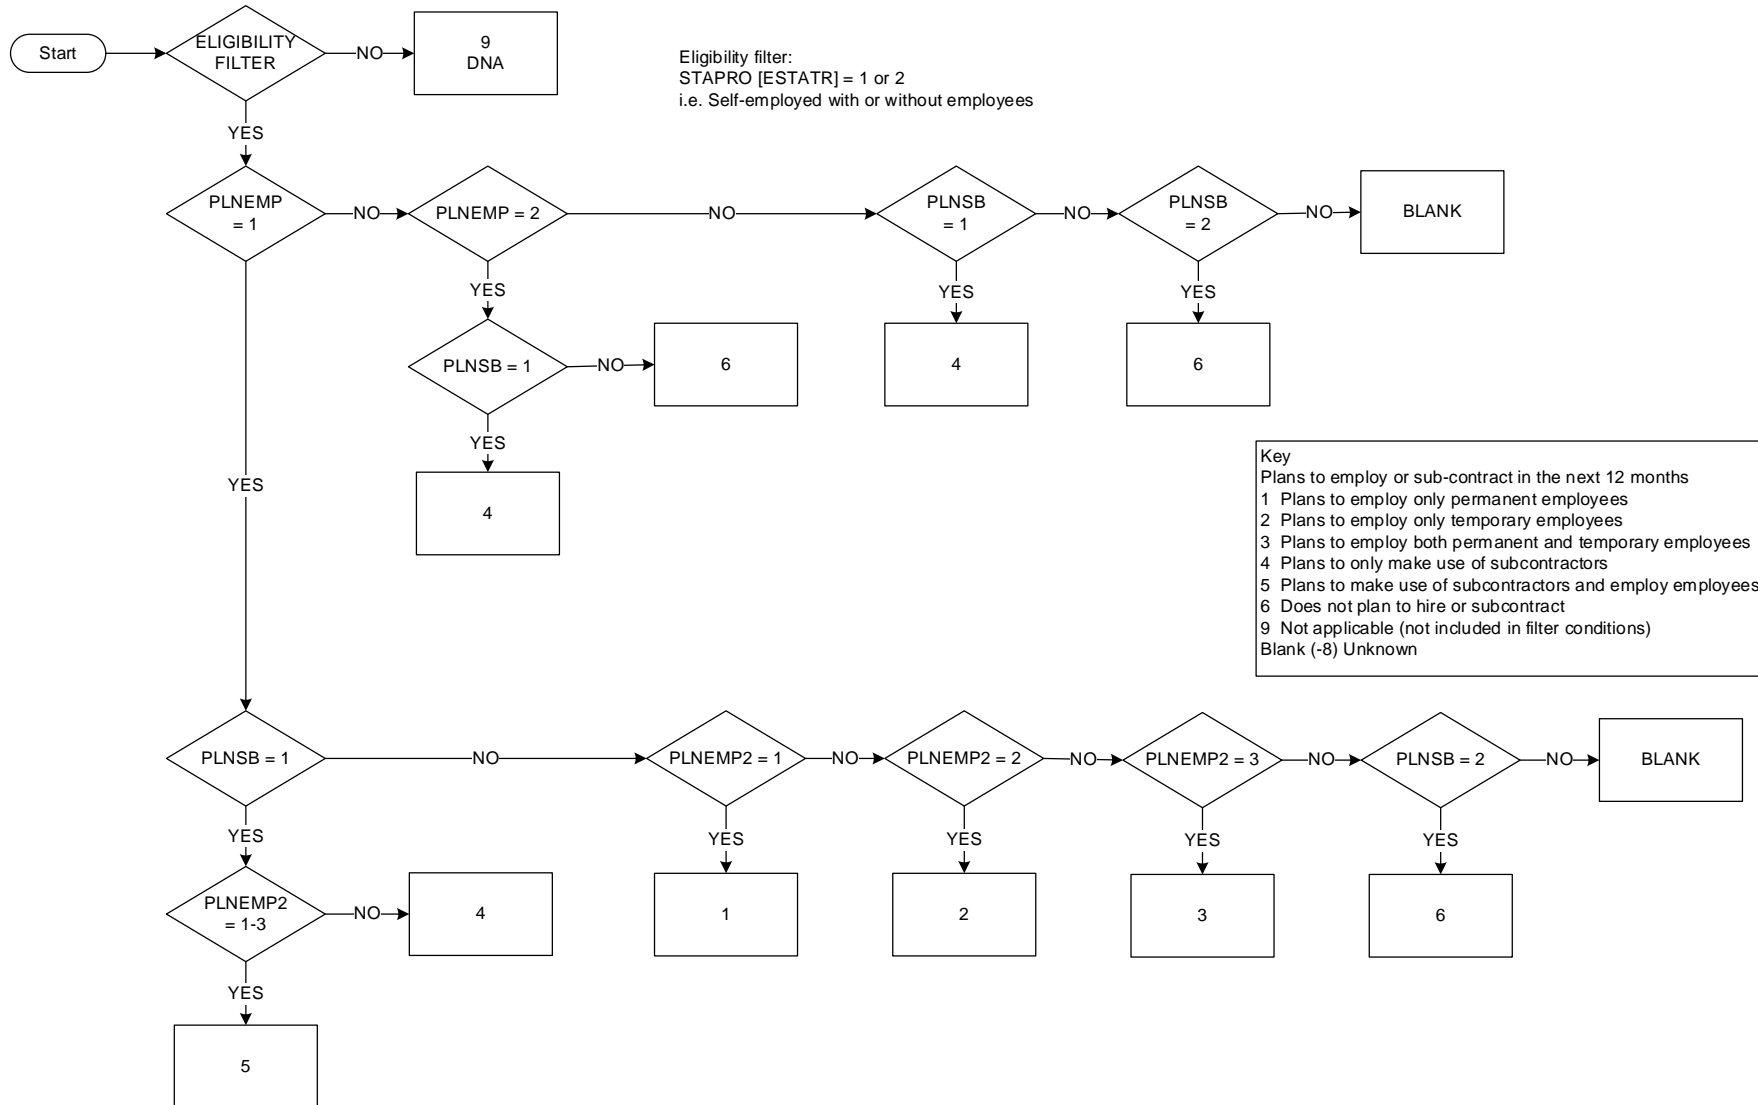 Start
ELIGIBILITY
FILTER
NO
9
DNA
Eligibility filter:
STAPRO [ESTATR] = 1 or 2
i.e. Self-employed with or without employees
YES
PLNEMP
= 1
NO
PLNEMP = 2
NO
PLNSB
= 1
NO
PLNSB
= 2
NO
BLANK
YES
YES
YES
PLNSB = 1
NO
6
4
6
YES
4
YES
Key
Plans to employ or sub-contract in the next 12 months
1 Plans to employ only permanent employees
2 Plans to employ only temporary employees
3 Plans to employ both permanent and temporary employees
4 Plans to only make use of subcontractors
5 Plans to make use of subcontractors and employ employees
6 Does not plan to hire or subcontract
9 Not applicable (not included in filter conditions)
Blank (-8) Unknown
PLNSB = 1
NO
PLNEMP2 = 1
NO
PLNEMP2 = 2
NO
PLNEMP2 = 3
NO
PLNSB = 2
NO
BLANK
YES
YES
YES
YES
YES
PLNEMP2
= 1-3
NO
4
1
2
3
6
YES
5